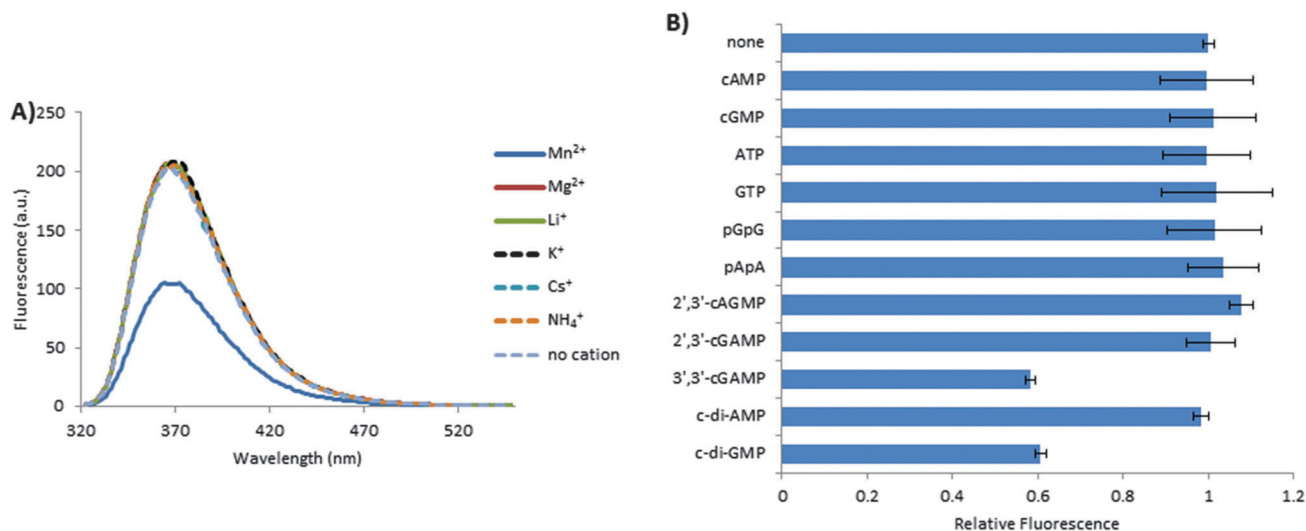 A)
250
200
150
100
50
0
Fluorescence (a.u.)
320
370
420
470
520
Wavelength (nm)
Mn²⁺
Mg²⁺
Li⁺
K⁺
Cs⁺
NH₄⁺
no cation
B)
none
cAMP
cGMP
ATP
GTP
pGpG
pApA
2',3'-cAGMP
2',3'-cGAMP
3',3'-cGAMP
c-di-AMP
c-di-GMP
0
0.2
0.4
0.6
0.8
1
1.2
Relative Fluorescence